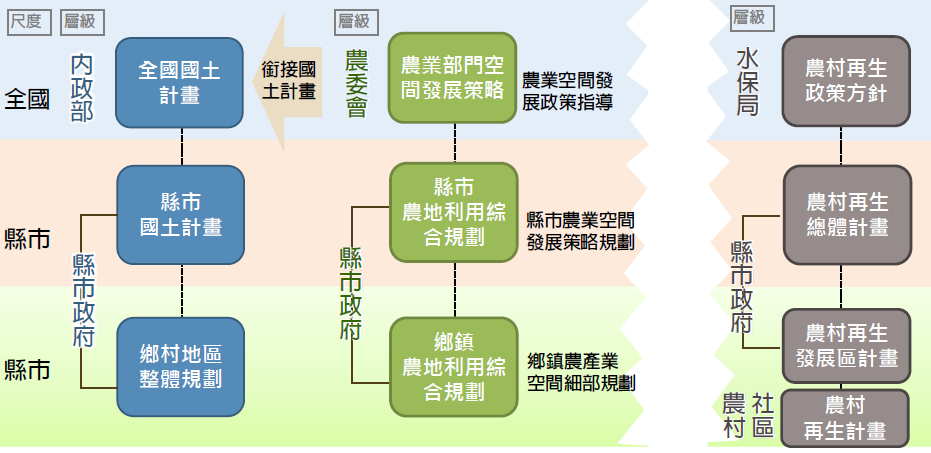 尺度
層級
層級
層級
全國
內政部
全國國土
計畫
銜接國
土計畫
農委會
農業部門空
間發展策略
農業空間發
展政策指導
水保局
農村再生
政策方針
縣市
縣市政府
縣市
國土計畫
縣市政府
縣市
農地利用綜
合規劃
縣市農業空間
發展策略規劃
縣市政府
農村再生
總體計畫
縣市
鄉村地區
整體規劃
鄉鎮
農地利用綜
合規劃
鄉鎮農產業
空間細部規劃
農村再生
發展區計畫
農村
社區
農村
再生計畫